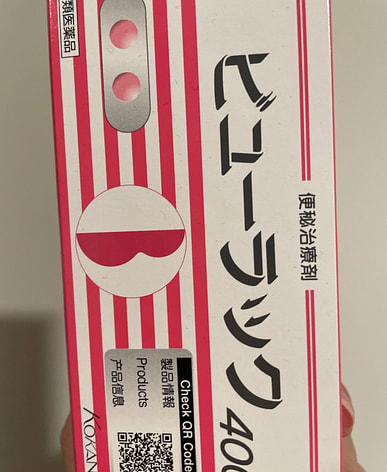 類医薬品
便秘治療剤
ビューラック 400
Check QR Code
製品情報
Products
产品信息
KOKAN